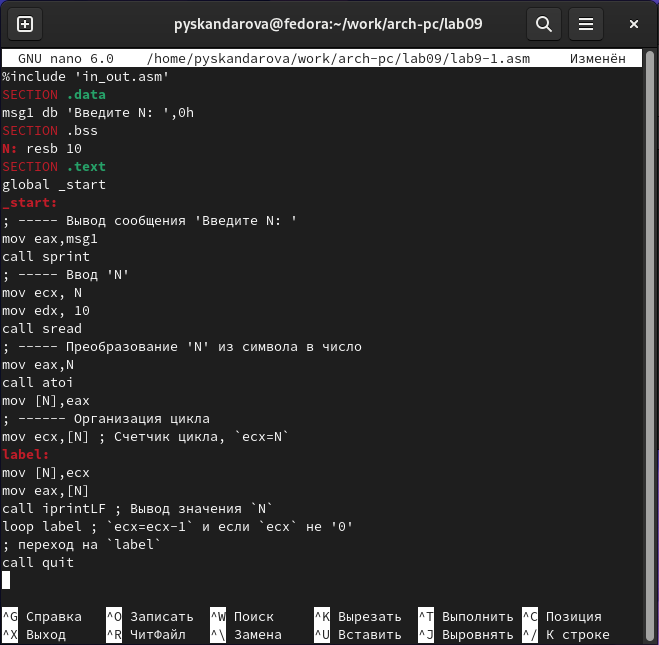 pyskandarova@fedora:~/work/arch-pc/lab09
GNU nano 6.0 /home/pyskandarova/work/arch-pc/lab09/lab9-1.asm Изменён
%include 'in_out.asm'
SECTION .data
msg1 db 'Введите N: ',0h
SECTION .bss
N: resb 10
SECTION .text
global _start
_start:
; ----- Вывод сообщения 'Введите N: '
mov eax,msg1
call sprint
; ----- Ввод 'N'
mov ecx, N
mov edx, 10
call sread
; ----- Преобразование 'N' из символа в число
mov eax,N
call atoi
mov [N],eax
; ------ Организация цикла
mov ecx,[N] ; Счетчик цикла, `ecx=N`
label:
mov [N],ecx
mov eax,[N]
call iprintLF ; Вывод значения `N`
loop label ; `ecx=ecx-1` и если `ecx` не '0'
; переход на `label`
call quit
^G Справка ^O Записать ^W Поиск ^K Вырезать ^T Выполнить ^C Позиция
^X Выход ^R ЧитФайл ^\ Замена ^U Вставить ^J Выровнять ^/ К строке